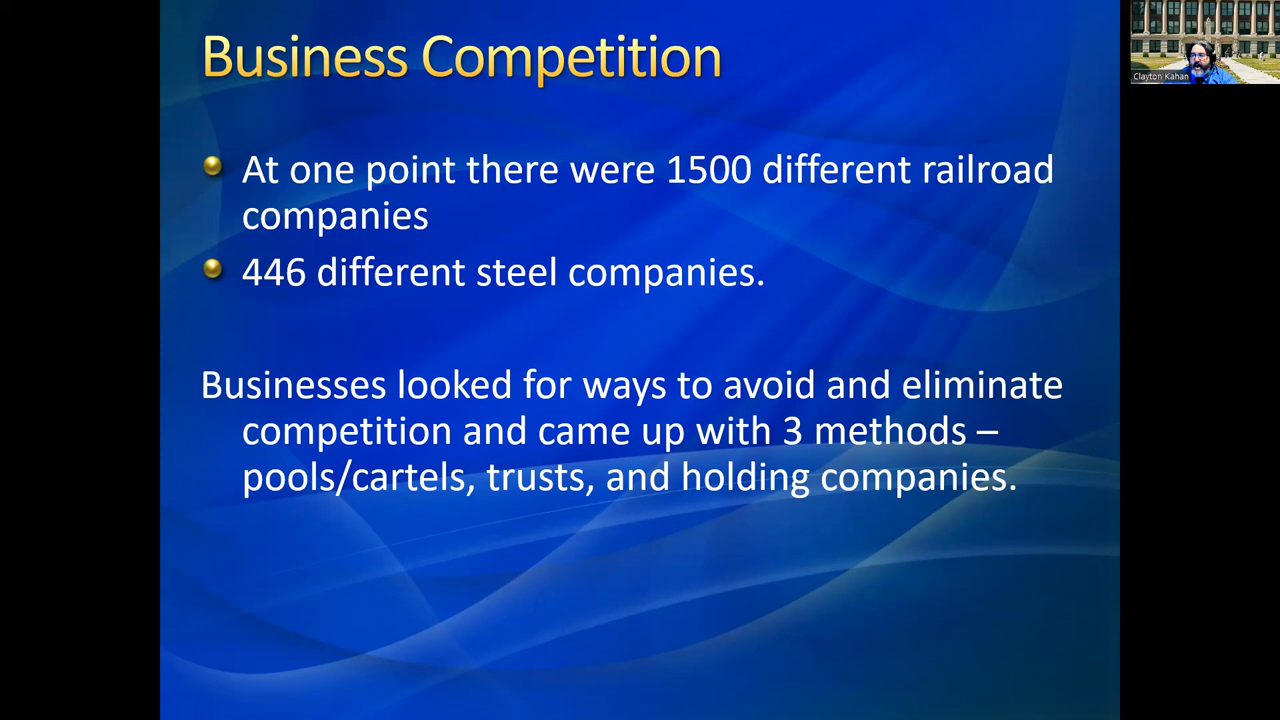 Business Competition
At one point there were 1500 different railroad
companies
446 different steel companies.
Businesses looked for ways to avoid and eliminate
competition and came up with 3 methods –
pools/cartels, trusts, and holding companies.
Clayton Kahan